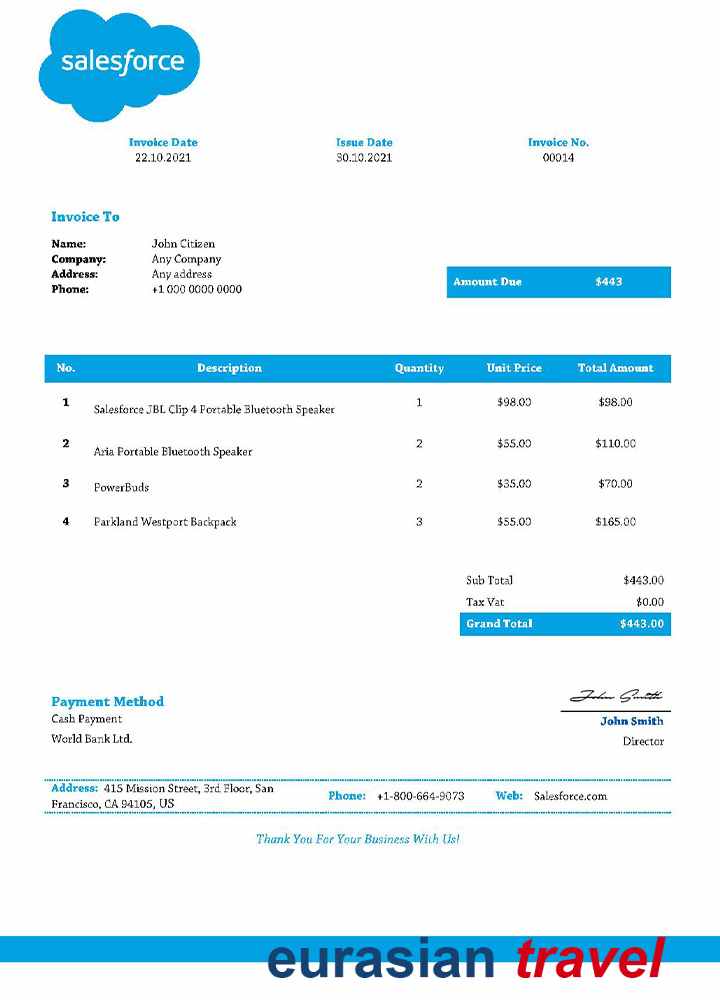 salesforce
Invoice Date Issue Date Invoice No.
22.10.2021 30.10.2021 00014
Invoice To
Name: John Citizen
Company: Any Company
Address: Any address
Phone: +1 000 0000 0000
Amount Due $443
No. Description Quantity Unit Price Total Amount
1 Salesforce JBL Clip 4 Portable Bluetooth Speaker 1 $98.00 $98.00
2 Aria Portable Bluetooth Speaker 2 $55.00 $110.00
3 PowerBuds 2 $35.00 $70.00
4 Parkland Westport Backpack 3 $55.00 $165.00
Sub Total $443.00
Tax Vat $0.00
Grand Total $443.00
John Smith
Payment Method
Cash Payment John Smith
World Bank Ltd. Director
Address: 415 Mission Street, 3rd Floor, San
Francisco, CA 94105, US
Phone: +1-800-664-9073 Web: Salesforce.com
Thank You For Your Business With Us!
eurasian travel